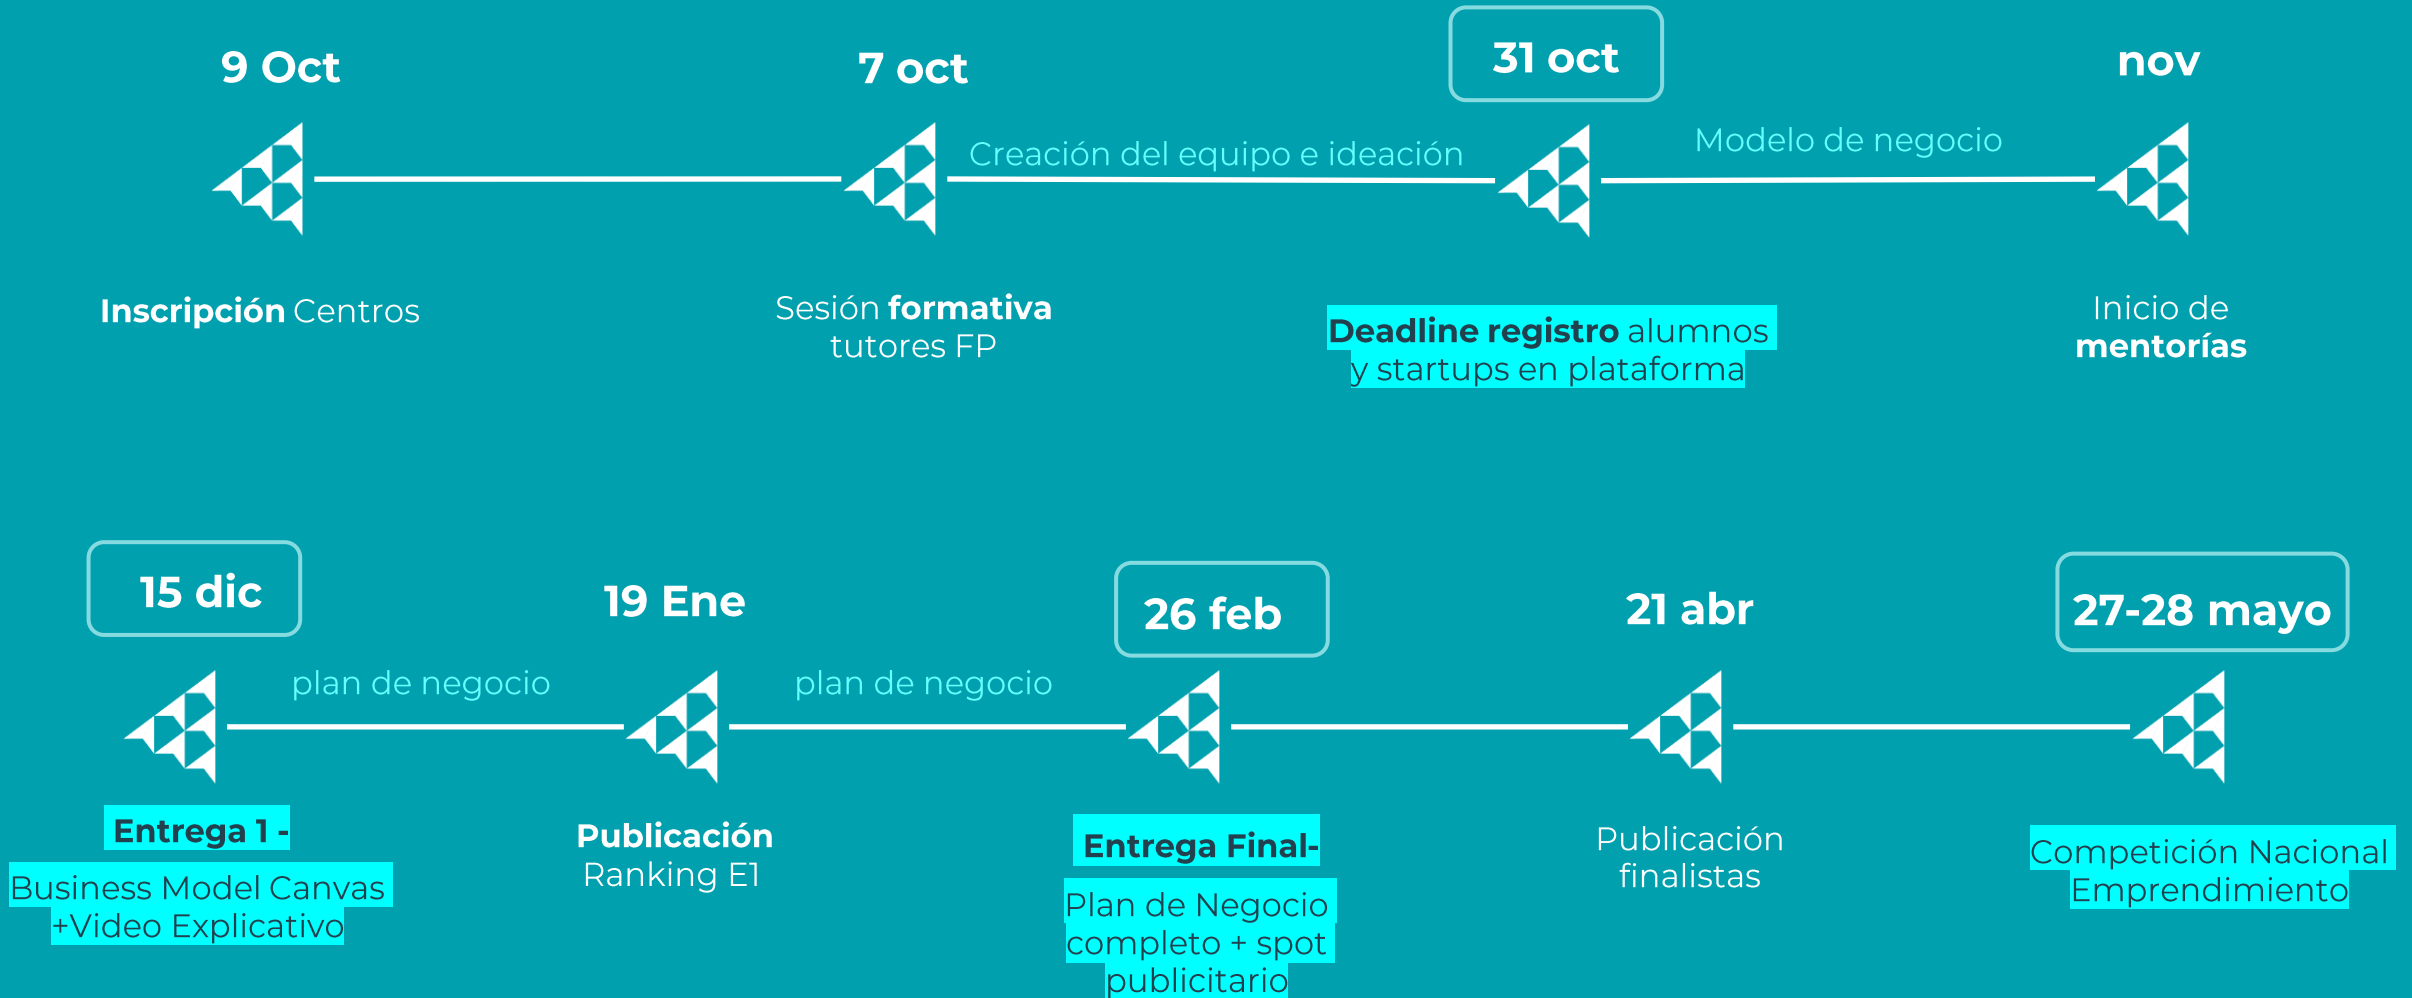 9 Oct
7 oct
31 oct
nov
Creación del equipo e ideación
Modelo de negocio
Inscripción Centros
Sesión formativa
tutores FP
Deadline registro alumnos
y startups en plataforma
Inicio de
mentorías
15 dic
19 Ene
26 feb
21 abr
27-28 mayo
plan de negocio
plan de negocio
Entrega 1 -
Business Model Canvas
+Video Explicativo
Publicación
Ranking E1
Entrega Final-
Plan de Negocio
completo + spot
publicitario
Publicación
finalistas
Competición Nacional
Emprendimiento